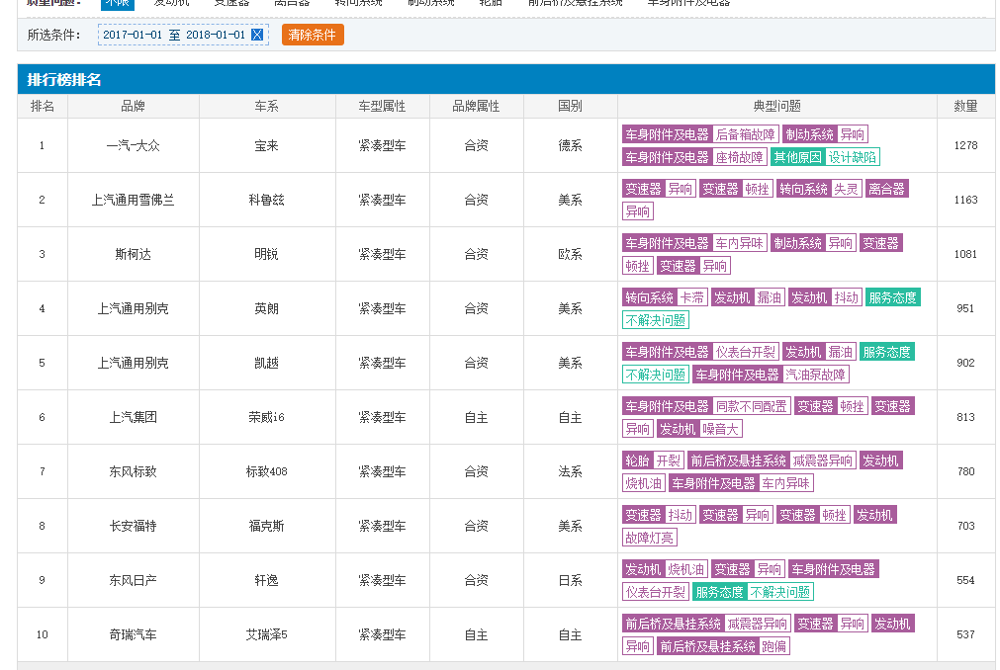 质量问题： 不限 发动机 变速器 离合器 转向系统 制动系统 轮胎 前后桥及悬挂系统 车身附件及电器
所选条件： 2017-01-01 至 2018-01-01 X 清除条件
排行榜排名
排名 品牌 车系 车型属性 品牌属性 国别 典型问题 数量
1 一汽-大众 宝来 紧凑型车 合资 德系 车身附件及电器 后备箱故障 制动系统 异响 1278
车身附件及电器 座椅故障 其他原因 设计缺陷
2 上汽通用雪佛兰 科鲁兹 紧凑型车 合资 美系 变速器 异响 变速器 顿挫 转向系统 失灵 离合器 1163
异响
3 斯柯达 明锐 紧凑型车 合资 欧系 车身附件及电器 车内异味 制动系统 异响 变速器 1081
顿挫 变速器 异响
4 上汽通用别克 英朗 紧凑型车 合资 美系 转向系统 卡滞 发动机 漏油 发动机 抖动 服务态度 951
不解决问题
5 上汽通用别克 凯越 紧凑型车 合资 美系 车身附件及电器 仪表台开裂 发动机 漏油 服务态度 902
不解决问题 车身附件及电器 汽油泵故障
6 上汽集团 荣威i6 紧凑型车 自主 自主 车身附件及电器 同款不同配置 变速器 顿挫 变速器 813
异响 发动机 噪音大
7 东风标致 标致408 紧凑型车 合资 法系 轮胎 开裂 前后桥及悬挂系统 减震器异响 发动机 780
烧机油 车身附件及电器 车内异味
8 长安福特 福克斯 紧凑型车 合资 美系 变速器 抖动 变速器 异响 变速器 顿挫 发动机 703
故障灯亮
9 东风日产 轩逸 紧凑型车 合资 日系 发动机 烧机油 变速器 异响 车身附件及电器 554
仪表台开裂 服务态度 不解决问题
10 奇瑞汽车 艾瑞泽5 紧凑型车 自主 自主 前后桥及悬挂系统 减震器异响 变速器 异响 发动机 537
异响 前后桥及悬挂系统 跑偏